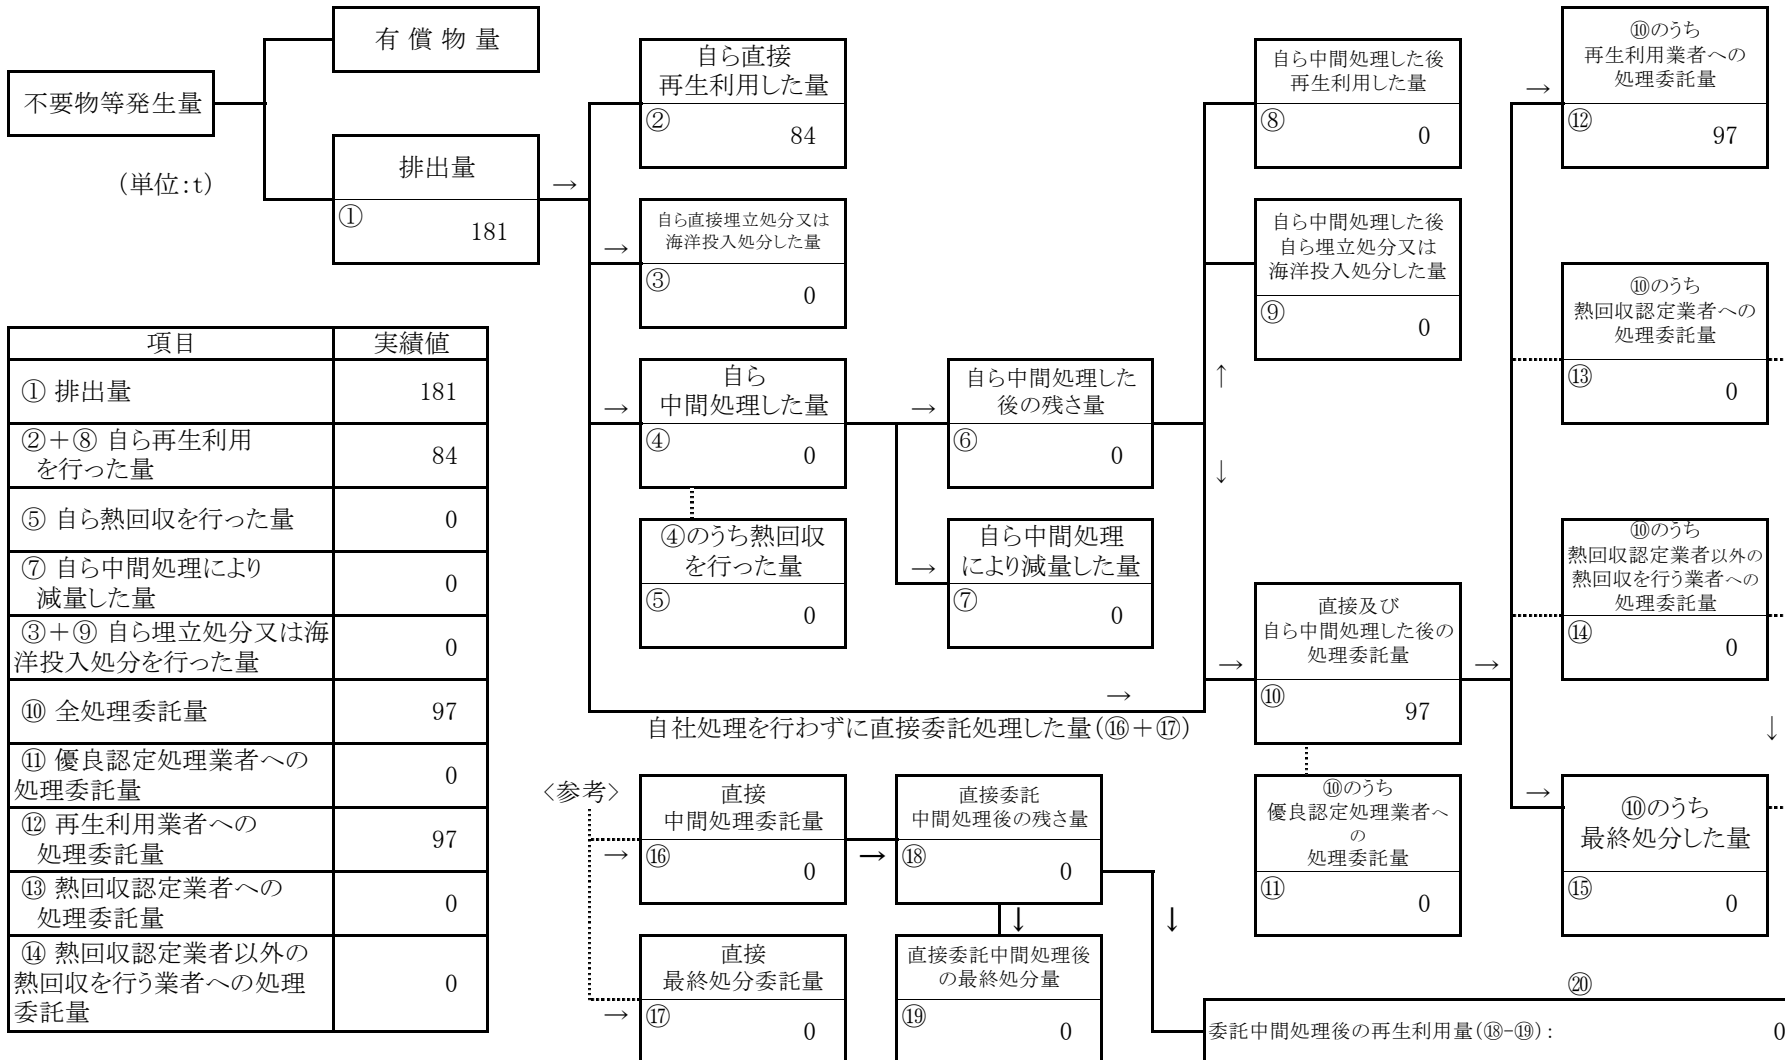 不要物等発生量
(単位:t)
有 償 物 量
排出量
①
181
→
自ら直接
再生利用した量
②
84
→
自ら直接埋立処分又は
海洋投入処分した量
③
0
→
自ら
中間処理した量
④
0
④のうち熱回収
を行った量
⑤
0
→
自ら中間処理した
後の残さ量
⑥
0
→
自ら中間処理
により減量した量
⑦
0
↑
↓
自ら中間処理した後
再生利用した量
⑧
0
自ら中間処理した後
自ら埋立処分又は
海洋投入処分した量
⑨
0
→
自社処理を行わずに直接委託処理した量(⑯+⑰)
→
直接及び
自ら中間処理した後の
処理委託量
⑩
97
→
⑩のうち
優良認定処理業者へ
の
処理委託量
⑪
0
→
⑩のうち
再生利用業者への
処理委託量
⑫
97
⑩のうち
熱回収認定業者への
処理委託量
⑬
0
⑩のうち
熱回収認定業者以外の
熱回収を行う業者への
処理委託量
⑭
0
↓
→
⑩のうち
最終処分した量
⑮
0
項目 実績値
① 排出量 181
②+⑧ 自ら再生利用
を行った量 84
⑤ 自ら熱回収を行った量 0
⑦ 自ら中間処理により
減量した量 0
③+⑨ 自ら埋立処分又は海
洋投入処分を行った量 0
⑩ 全処理委託量 97
⑪ 優良認定処理業者への
処理委託量 0
⑫ 再生利用業者への
処理委託量 97
⑬ 熱回収認定業者への
処理委託量 0
⑭ 熱回収認定業者以外の
熱回収を行う業者への処理
委託量 0
<参考>
→
直接
中間処理委託量
⑯
0
→
直接委託
中間処理後の残さ量
⑱
0
↓
↓
→
直接
最終処分委託量
⑰
0
直接委託中間処理後
の最終処分量
⑲
0
⑳
委託中間処理後の再生利用量(⑱-⑲): 0